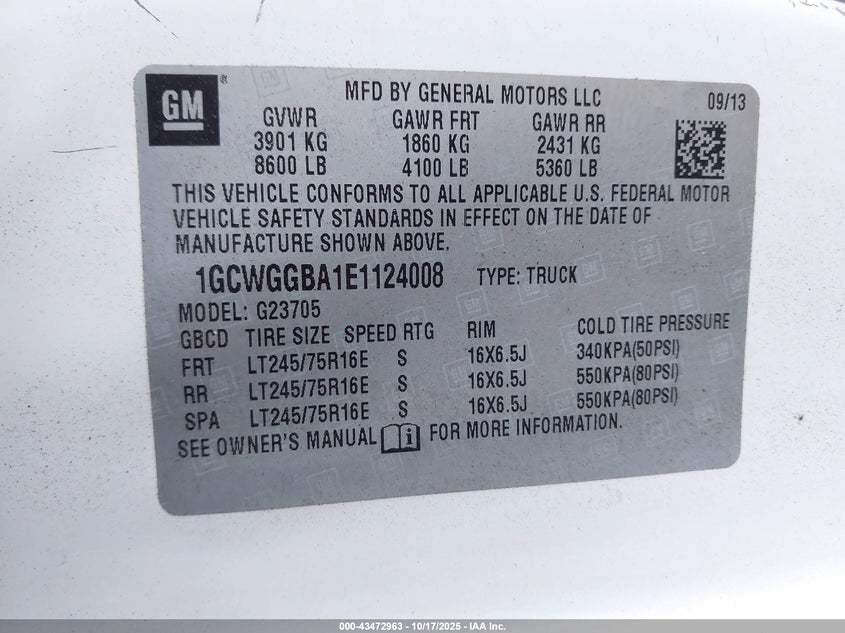 GM ®
MFD BY GENERAL MOTORS LLC 09/13
GVWR GAWR FRT GAWR RR
3901 KG 1860 KG 2431 KG
8600 LB 4100 LB 5360 LB
THIS VEHICLE CONFORMS TO ALL APPLICABLE U.S. FEDERAL MOTOR
VEHICLE SAFETY STANDARDS IN EFFECT ON THE DATE OF
MANUFACTURE SHOWN ABOVE.
1GCWGGBA1E1124008 TYPE: TRUCK
MODEL: G23705
GBCD TIRE SIZE SPEED RTG RIM COLD TIRE PRESSURE
FRT LT245/75R16E S 16X6.5J 340KPA(50PSI)
RR LT245/75R16E S 16X6.5J 550KPA(80PSI)
SPA LT245/75R16E S 16X6.5J 550KPA(80PSI)
SEE OWNER'S MANUAL FOR MORE INFORMATION.
000-43472963 - 10/17/2025 - IAA Inc.